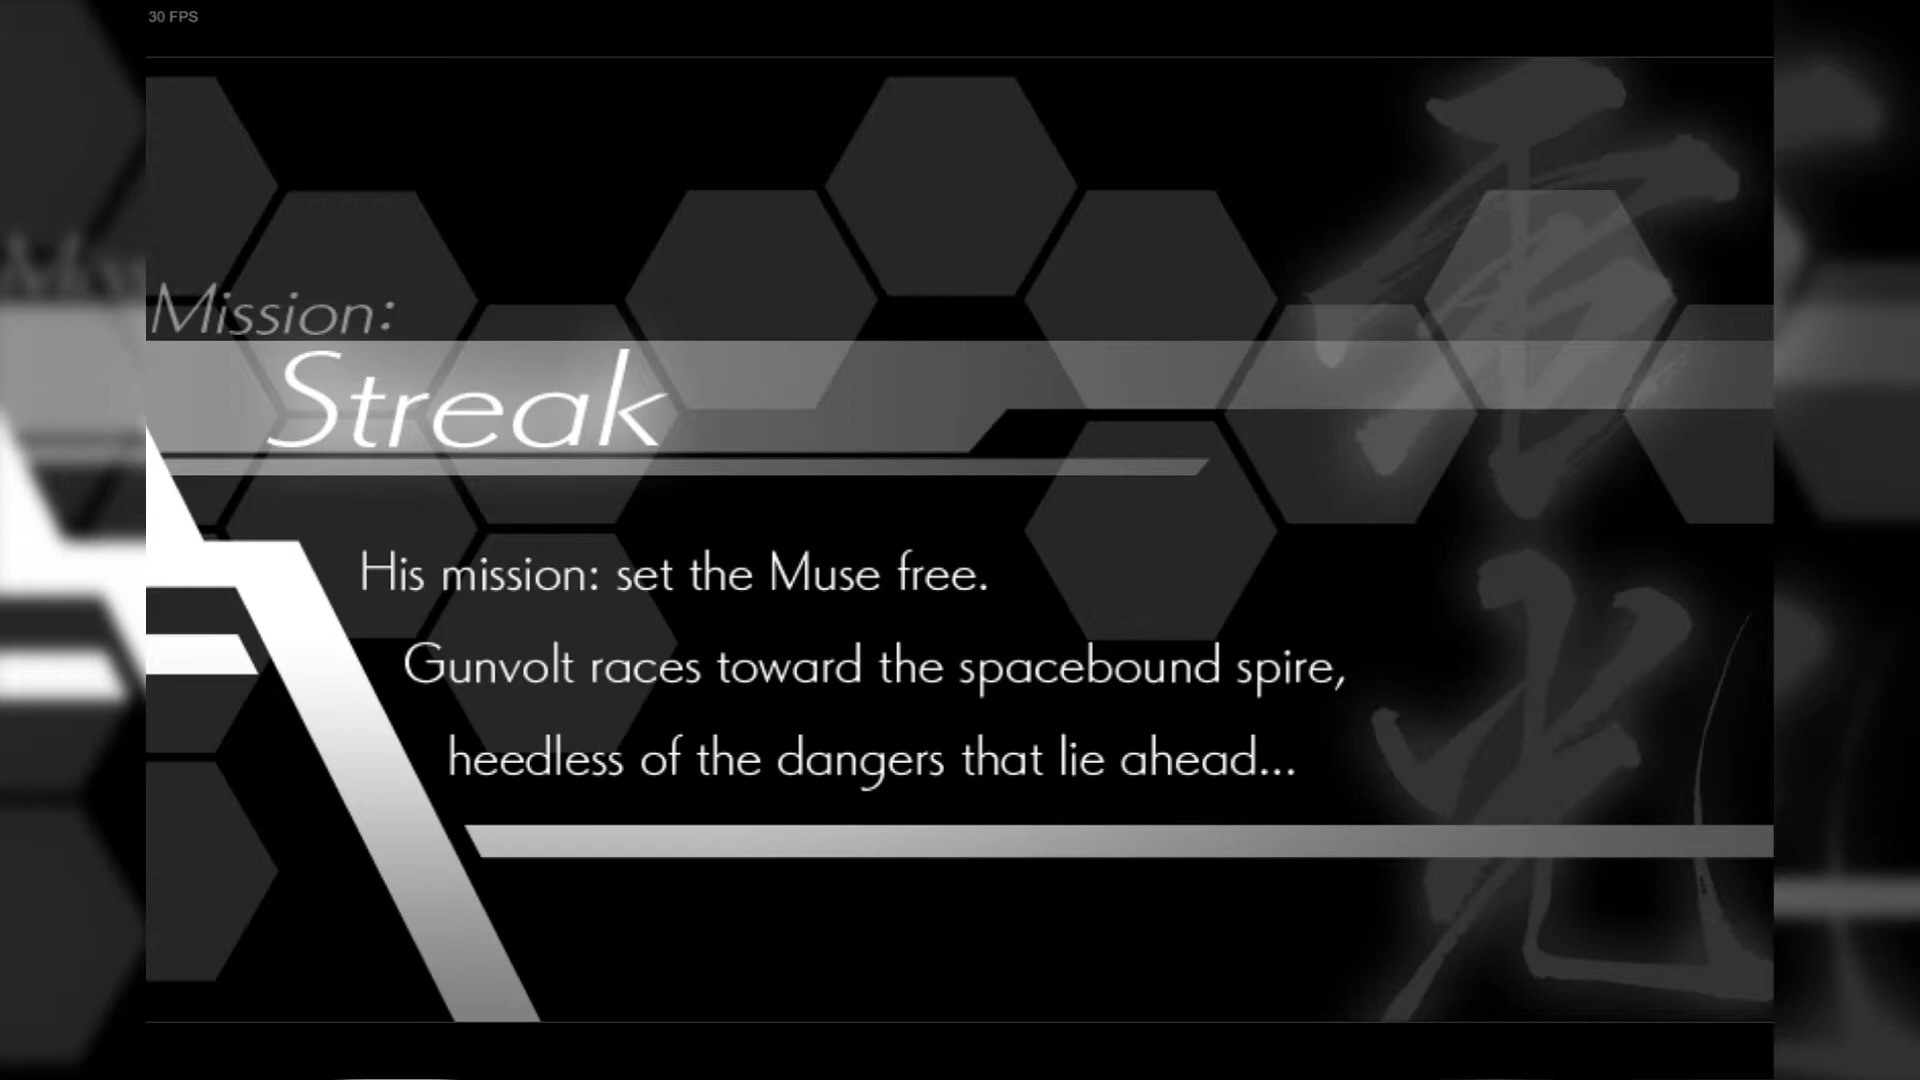 30 FPS
Mission:
Streak
His mission: set the Muse free.
Gunvolt races toward the spacebound spire,
heedless of the dangers that lie ahead...